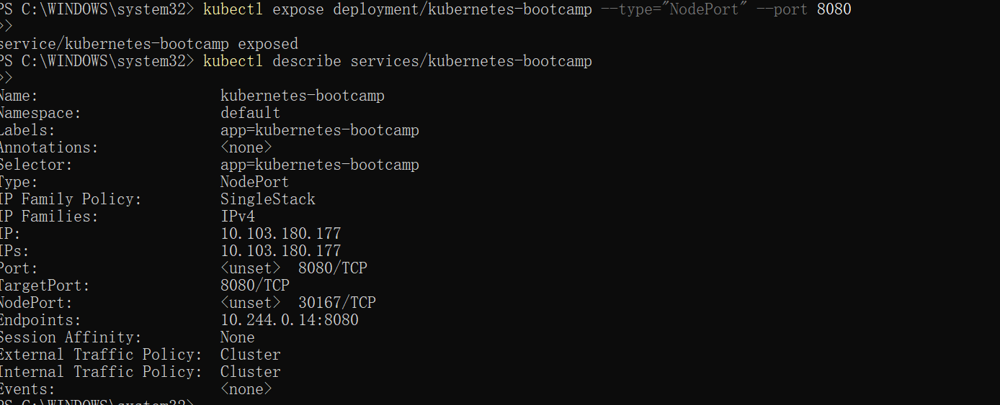 PS C:\WINDOWS\system32> kubectl expose deployment/kubernetes-bootcamp --type="NodePort" --port 8080
>>
service/kubernetes-bootcamp exposed
PS C:\WINDOWS\system32> kubectl describe services/kubernetes-bootcamp
>>
Name: kubernetes-bootcamp
Namespace: default
Labels: app=kubernetes-bootcamp
Annotations: <none>
Selector: app=kubernetes-bootcamp
Type: NodePort
IP Family Policy: SingleStack
IP Families: IPv4
IP: 10.103.180.177
IPs: 10.103.180.177
Port: <unset> 8080/TCP
TargetPort: 8080/TCP
NodePort: <unset> 30167/TCP
Endpoints: 10.244.0.14:8080
Session Affinity: None
External Traffic Policy: Cluster
Internal Traffic Policy: Cluster
Events: <none>
PS C:\WINDOWS\system32>